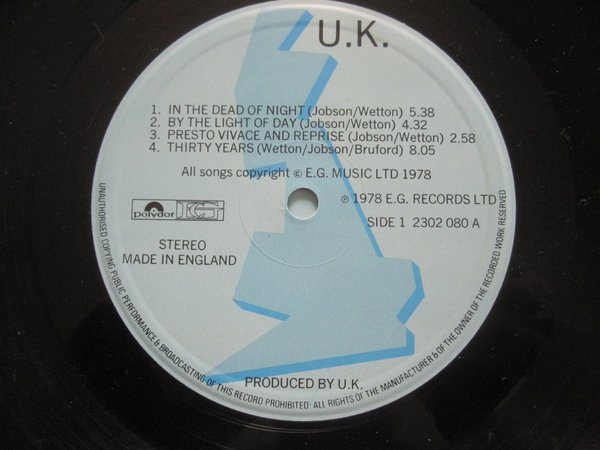 U.K.
1. IN THE DEAD OF NIGHT (Jobson/Wetton) 5.38
2. BY THE LIGHT OF DAY (Jobson/Wetton) 4.32
3. PRESTO VIVACE AND REPRISE (Jobson/Wetton) 2.58
4. THIRTY YEARS (Wetton/Jobson/Bruford) 8.05
All songs copyright © E.G. MUSIC LTD 1978
polydor EG
℗ 1978 E.G. RECORDS LTD
SIDE 1 2302 080 A
STEREO
MADE IN ENGLAND
PRODUCED BY U.K.
UNAUTHORISED COPYING PUBLIC PERFORMANCE & BROADCASTING OF THIS RECORD PROHIBITED ALL RIGHTS OF THE MANUFACTURER & OF THE OWNER OF THE RECORDED WORK RESERVED